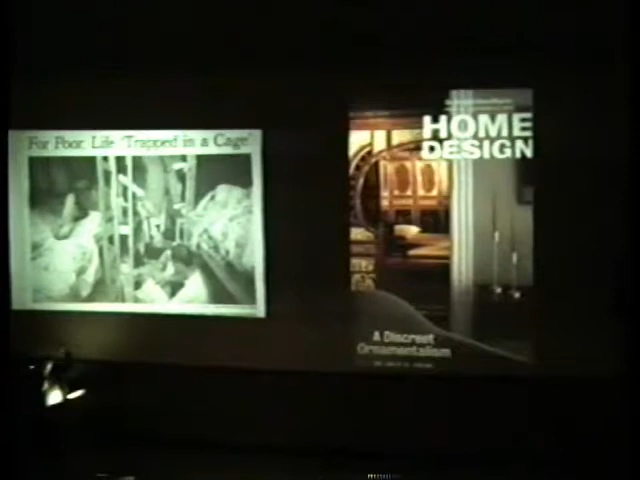 For Poor, Life 'Trapped in a Cage'
HOME
DESIGN
A Discreet
Ornamentalism